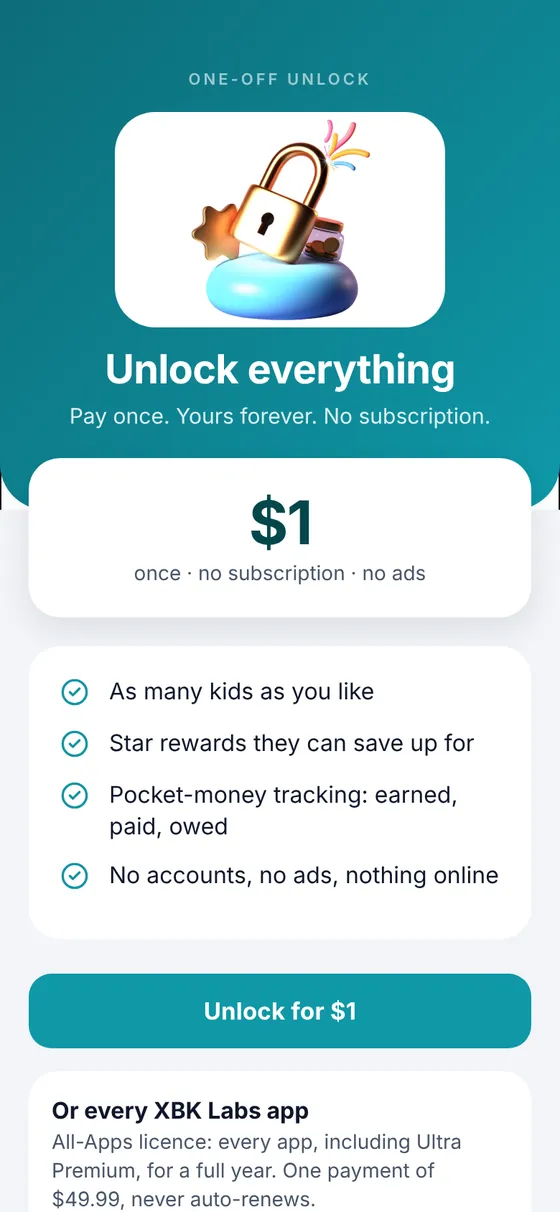 ONE-OFF UNLOCK
Unlock everything
Pay once. Yours forever. No subscription.
$1
once · no subscription · no ads
As many kids as you like
Star rewards they can save up for
Pocket-money tracking: earned,
paid, owed
No accounts, no ads, nothing online
Unlock for $1
Or every XBK Labs app
All-Apps licence: every app, including Ultra
Premium, for a full year. One payment of
$49.99, never auto-renews.